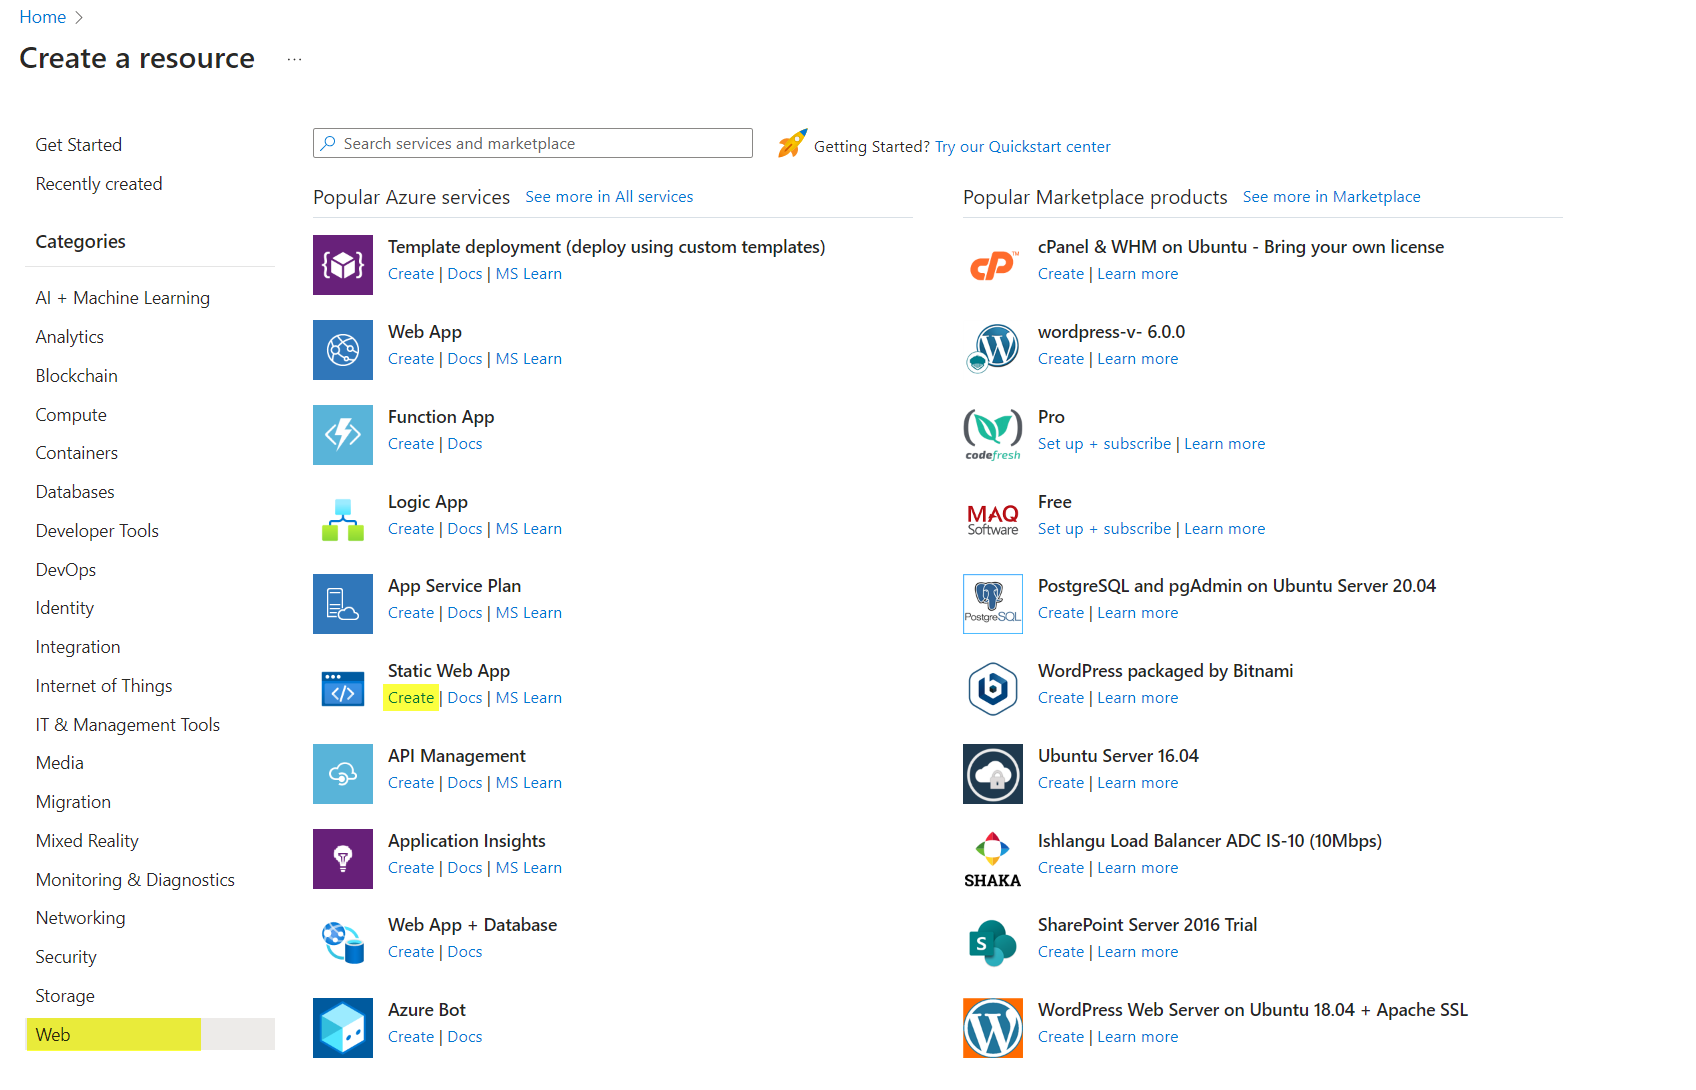 Home
Create a resource
Get Started
Recently created
Categories
AI + Machine Learning
Analytics
Blockchain
Compute
Containers
Databases
Developer Tools
DevOps
Identity
Integration
Internet of Things
IT & Management Tools
Media
Migration
Mixed Reality
Monitoring & Diagnostics
Networking
Security
Storage
Web
Search services and marketplace
Getting Started? Try our Quickstart center
Popular Azure services See more in All services
Template deployment (deploy using custom templates)
Create | Docs | MS Learn
Web App
Create | Docs | MS Learn
Function App
Create | Docs
Logic App
Create | Docs | MS Learn
App Service Plan
Create | Docs | MS Learn
Static Web App
Create | Docs | MS Learn
API Management
Create | Docs | MS Learn
Application Insights
Create | Docs | MS Learn
Web App + Database
Create | Docs
Azure Bot
Create | Docs
Popular Marketplace products See more in Marketplace
cP™
cPanel & WHM on Ubuntu - Bring your own license
Create | Learn more
wordpress-v- 6.0.0
Create | Learn more
codefresh
Pro
Set up + subscribe | Learn more
MAQ
Software
Free
Set up + subscribe | Learn more
PostgreSQL
PostgreSQL and pgAdmin on Ubuntu Server 20.04
Create | Learn more
WordPress packaged by Bitnami
Create | Learn more
Ubuntu Server 16.04
Create | Learn more
SHAKA
Ishlangu Load Balancer ADC IS-10 (10Mbps)
Create | Learn more
S
SharePoint Server 2016 Trial
Create | Learn more
WordPress Web Server on Ubuntu 18.04 + Apache SSL
Create | Learn more